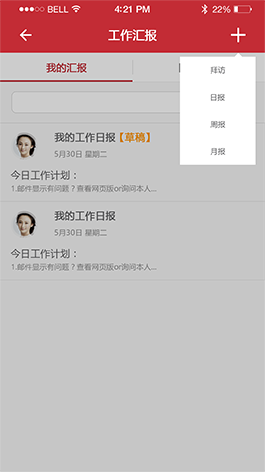 BELL 4:21 PM 22%
工作汇报
我的汇报
拜访
日报
周报
月报
我的工作日报【草稿】
5月30日 星期二
今日工作计划：
1.邮件显示有问题？查看网页版or询问本人...
我的工作日报
5月30日 星期二
今日工作计划：
1.邮件显示有问题？查看网页版or询问本人...